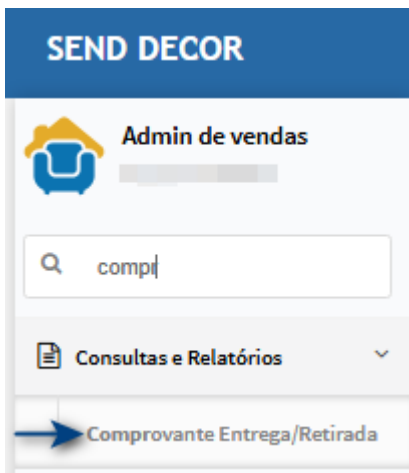 SEND DECOR
Admin de vendas
compr
Consultas e Relatórios
Comprovante Entrega/Retirada